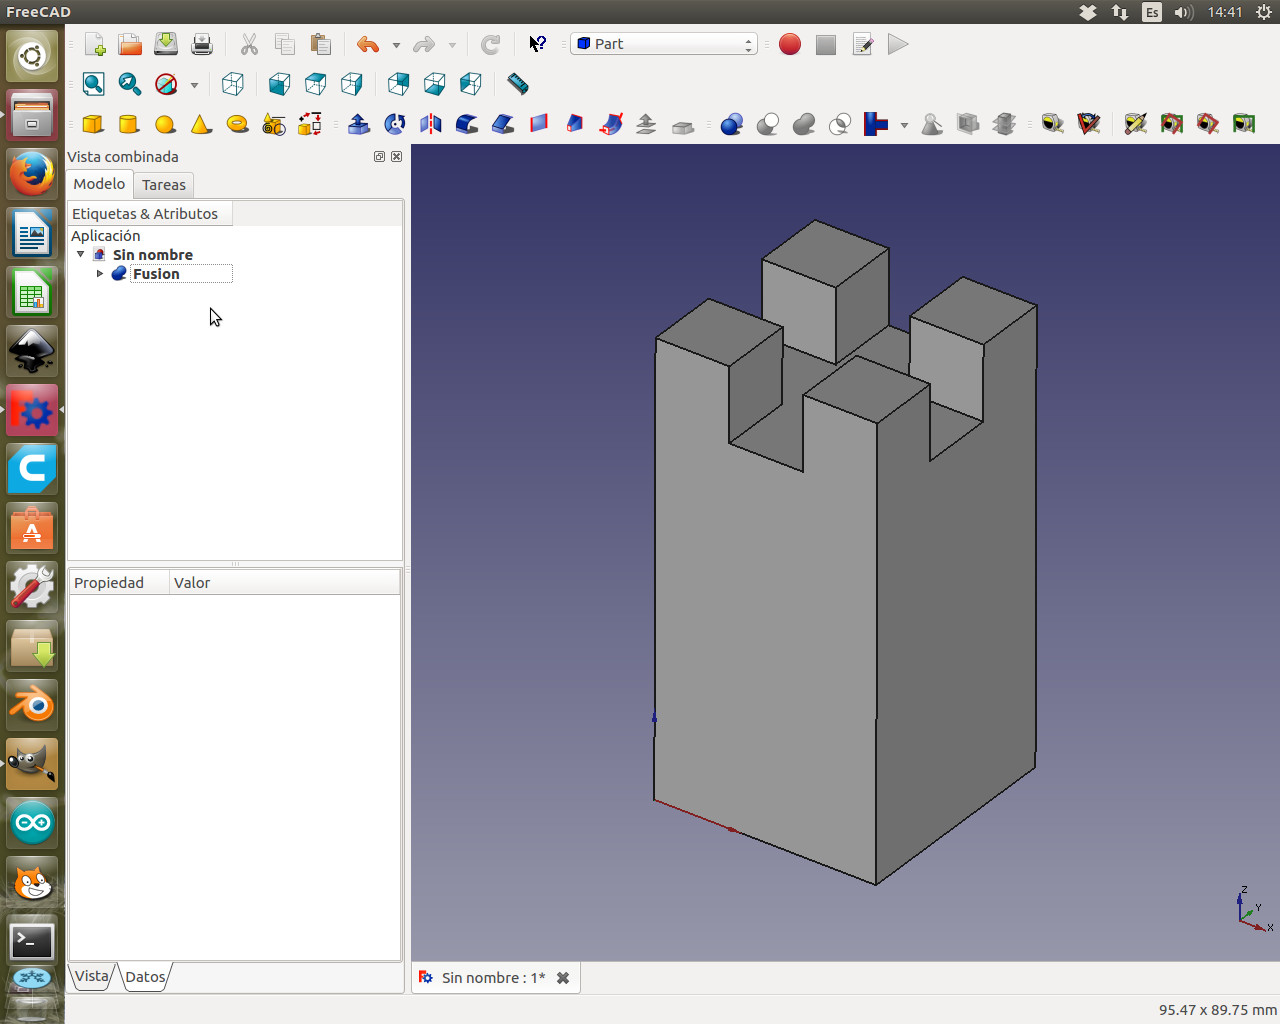 FreeCAD
Es
14:41
Part
Vista combinada
Modelo
Tareas
Etiquetas & Atributos
Aplicación
Sin nombre
Fusion
Propiedad
Valor
Vista
Datos
Z
Y
X
Sin nombre : 1*
95.47 x 89.75 mm